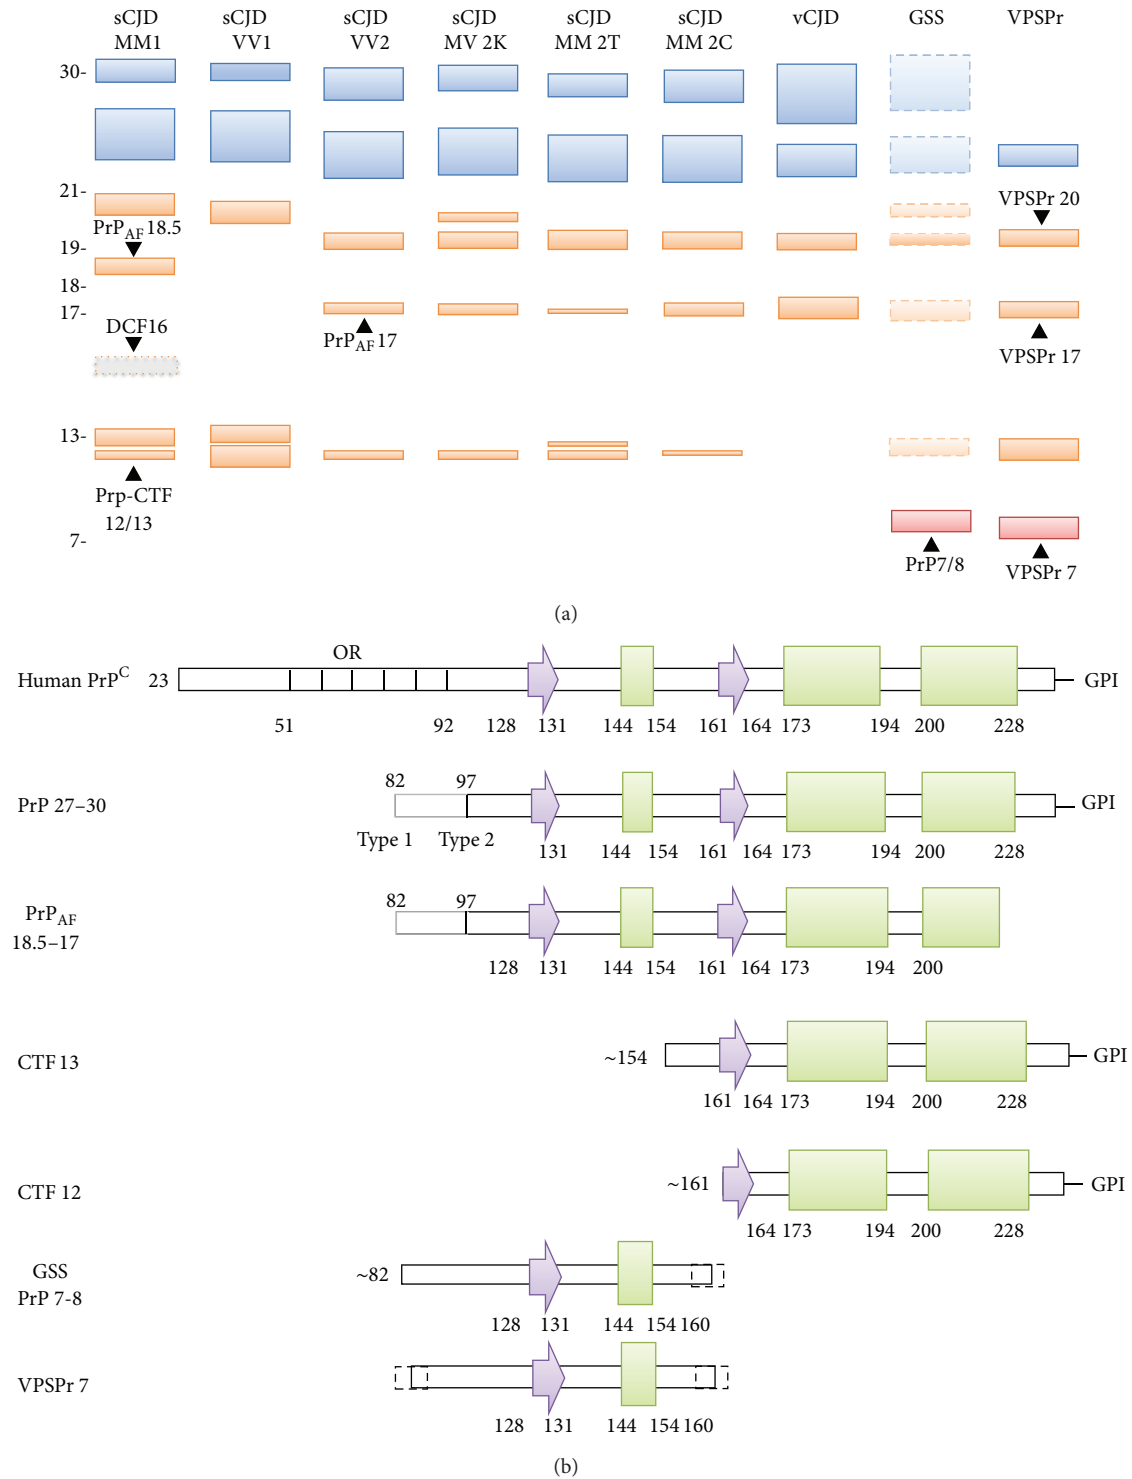 sCJD sCJD sCJD sCJD sCJD sCJD vCJD GSS VPSPr
MM1 VV1 VV2 MV 2K MM 2T MM 2C
30-
21-
VPSPr 20
PrPAF 18.5
19-
18-
17-
DCF16
PrPAF 17
VPSPr 17
13-
Prp-CTF
12/13
7-
PrP7/8
VPSPr 7
(a)
OR
Human PrPC 23 GPI
51 92 128 131 144 154 161 164 173 194 200 228
82 97
PrP 27–30 GPI
Type 1 Type 2 131 144 154 161 164 173 194 200 228
82 97
PrPAF
18.5–17
128 131 144 154 161 164 173 194 200
CTF 13 ~154 GPI
161 164 173 194 200 228
CTF 12 ~161 GPI
164 173 194 200 228
GSS
PrP 7-8
~82
128 131 144 154 160
VPSPr 7
128 131 144 154 160
(b)